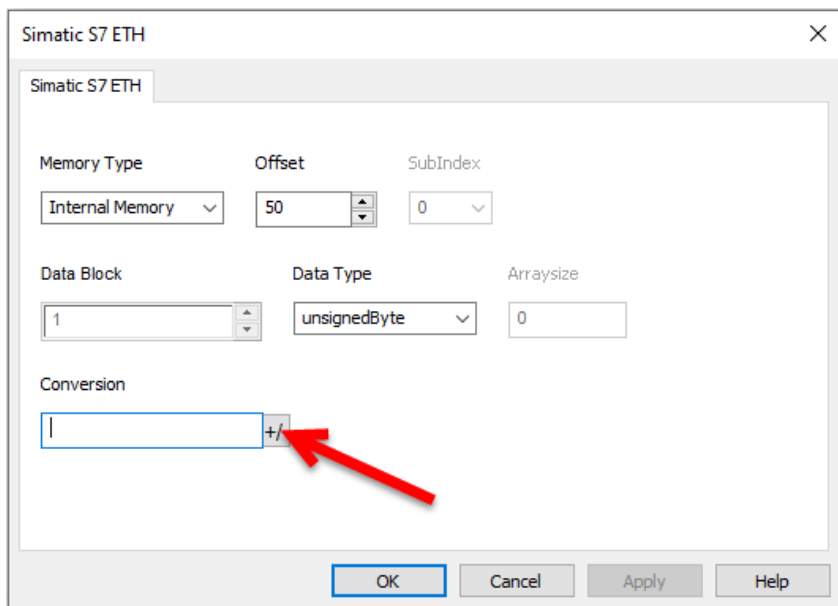 Simatic S7 ETH
Simatic S7 ETH
Memory Type Offset SubIndex
Internal Memory 50 0
Data Block Data Type Arraysize
1 unsignedByte 0
Conversion
+/
OK Cancel Apply Help